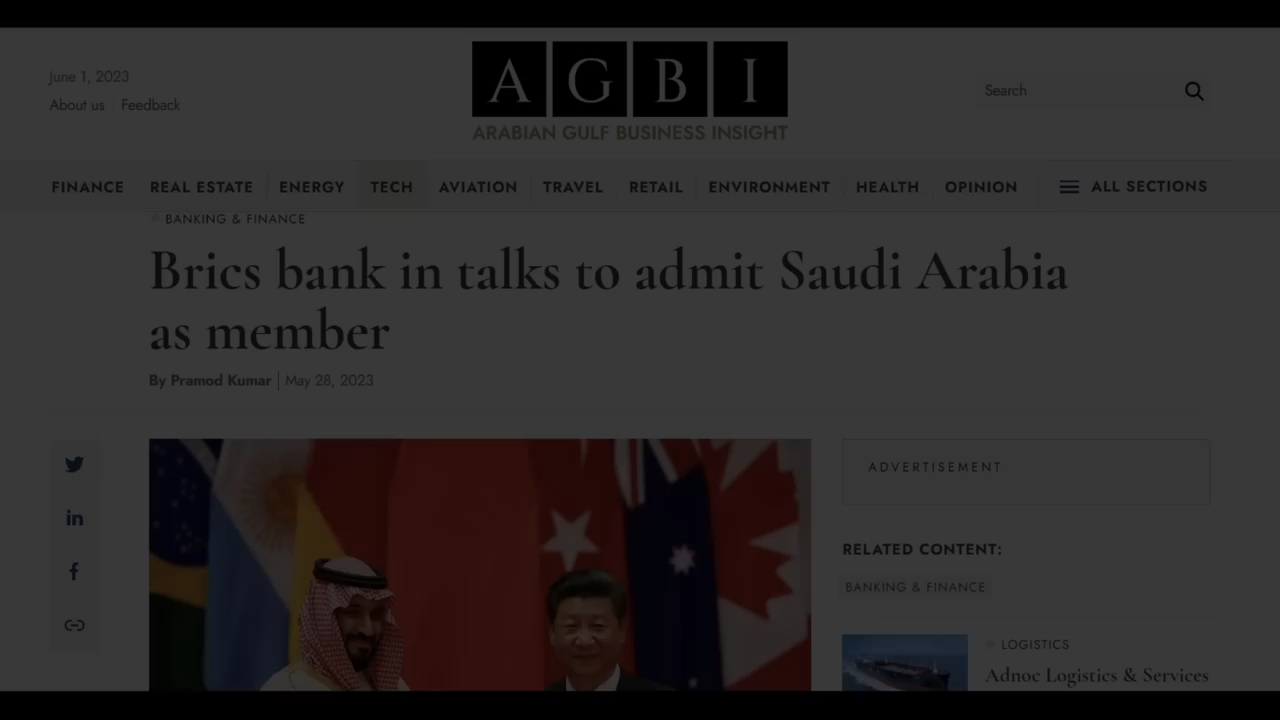 June 1, 2023
About us
Feedback
AGBI
ARABIAN GULF BUSINESS INSIGHT
Search
FINANCE
REAL ESTATE
ENERGY
TECH
AVIATION
TRAVEL
RETAIL
ENVIRONMENT
HEALTH
OPINION
ALL SECTIONS
BANKING & FINANCE
Brics bank in talks to admit Saudi Arabia
as member
By Pramod Kumar
May 28, 2023
ADVERTISEMENT
RELATED CONTENT:
BANKING & FINANCE
LOGISTICS
Adnoc Logistics & Services